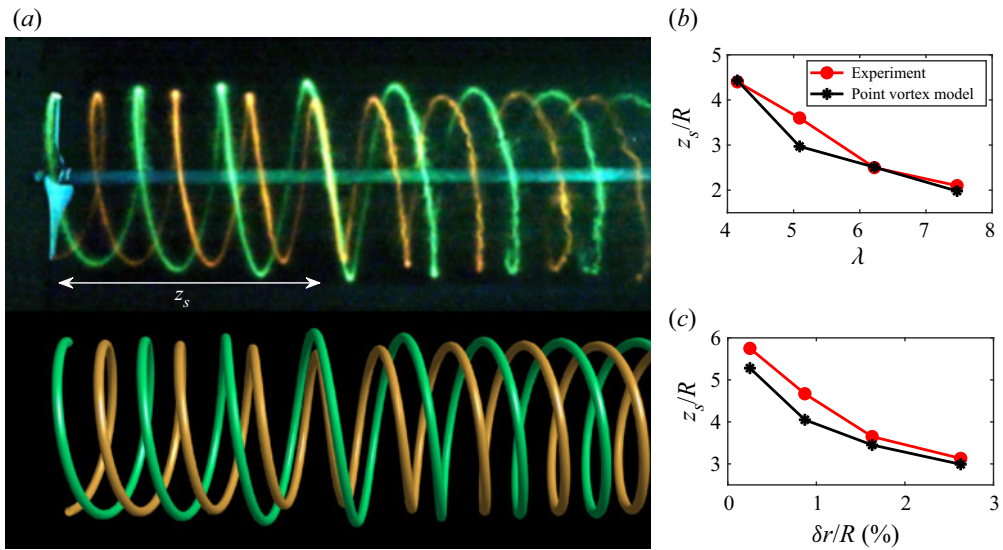 (a)
z_s
(b)
5
4
3
2
z_s/R
Experiment
Point vortex model
4 5 6 7 8
λ
(c)
6
5
4
3
z_s/R
0 1 2 3
δr/R (%)